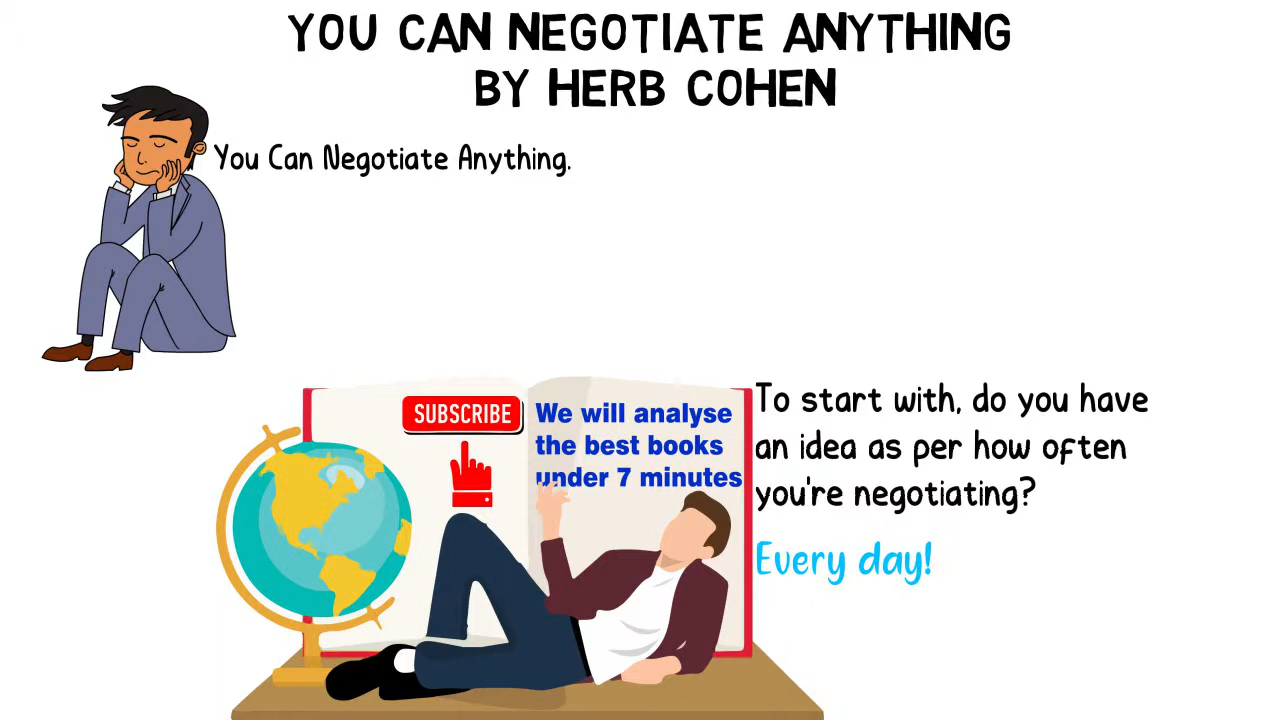 YOU CAN NEGOTIATE ANYTHING
BY HERB COHEN
You Can Negotiate Anything.
SUBSCRIBE
We will analyse
the best books
under 7 minutes
To start with, do you have
an idea as per how often
you're negotiating?
Every day!